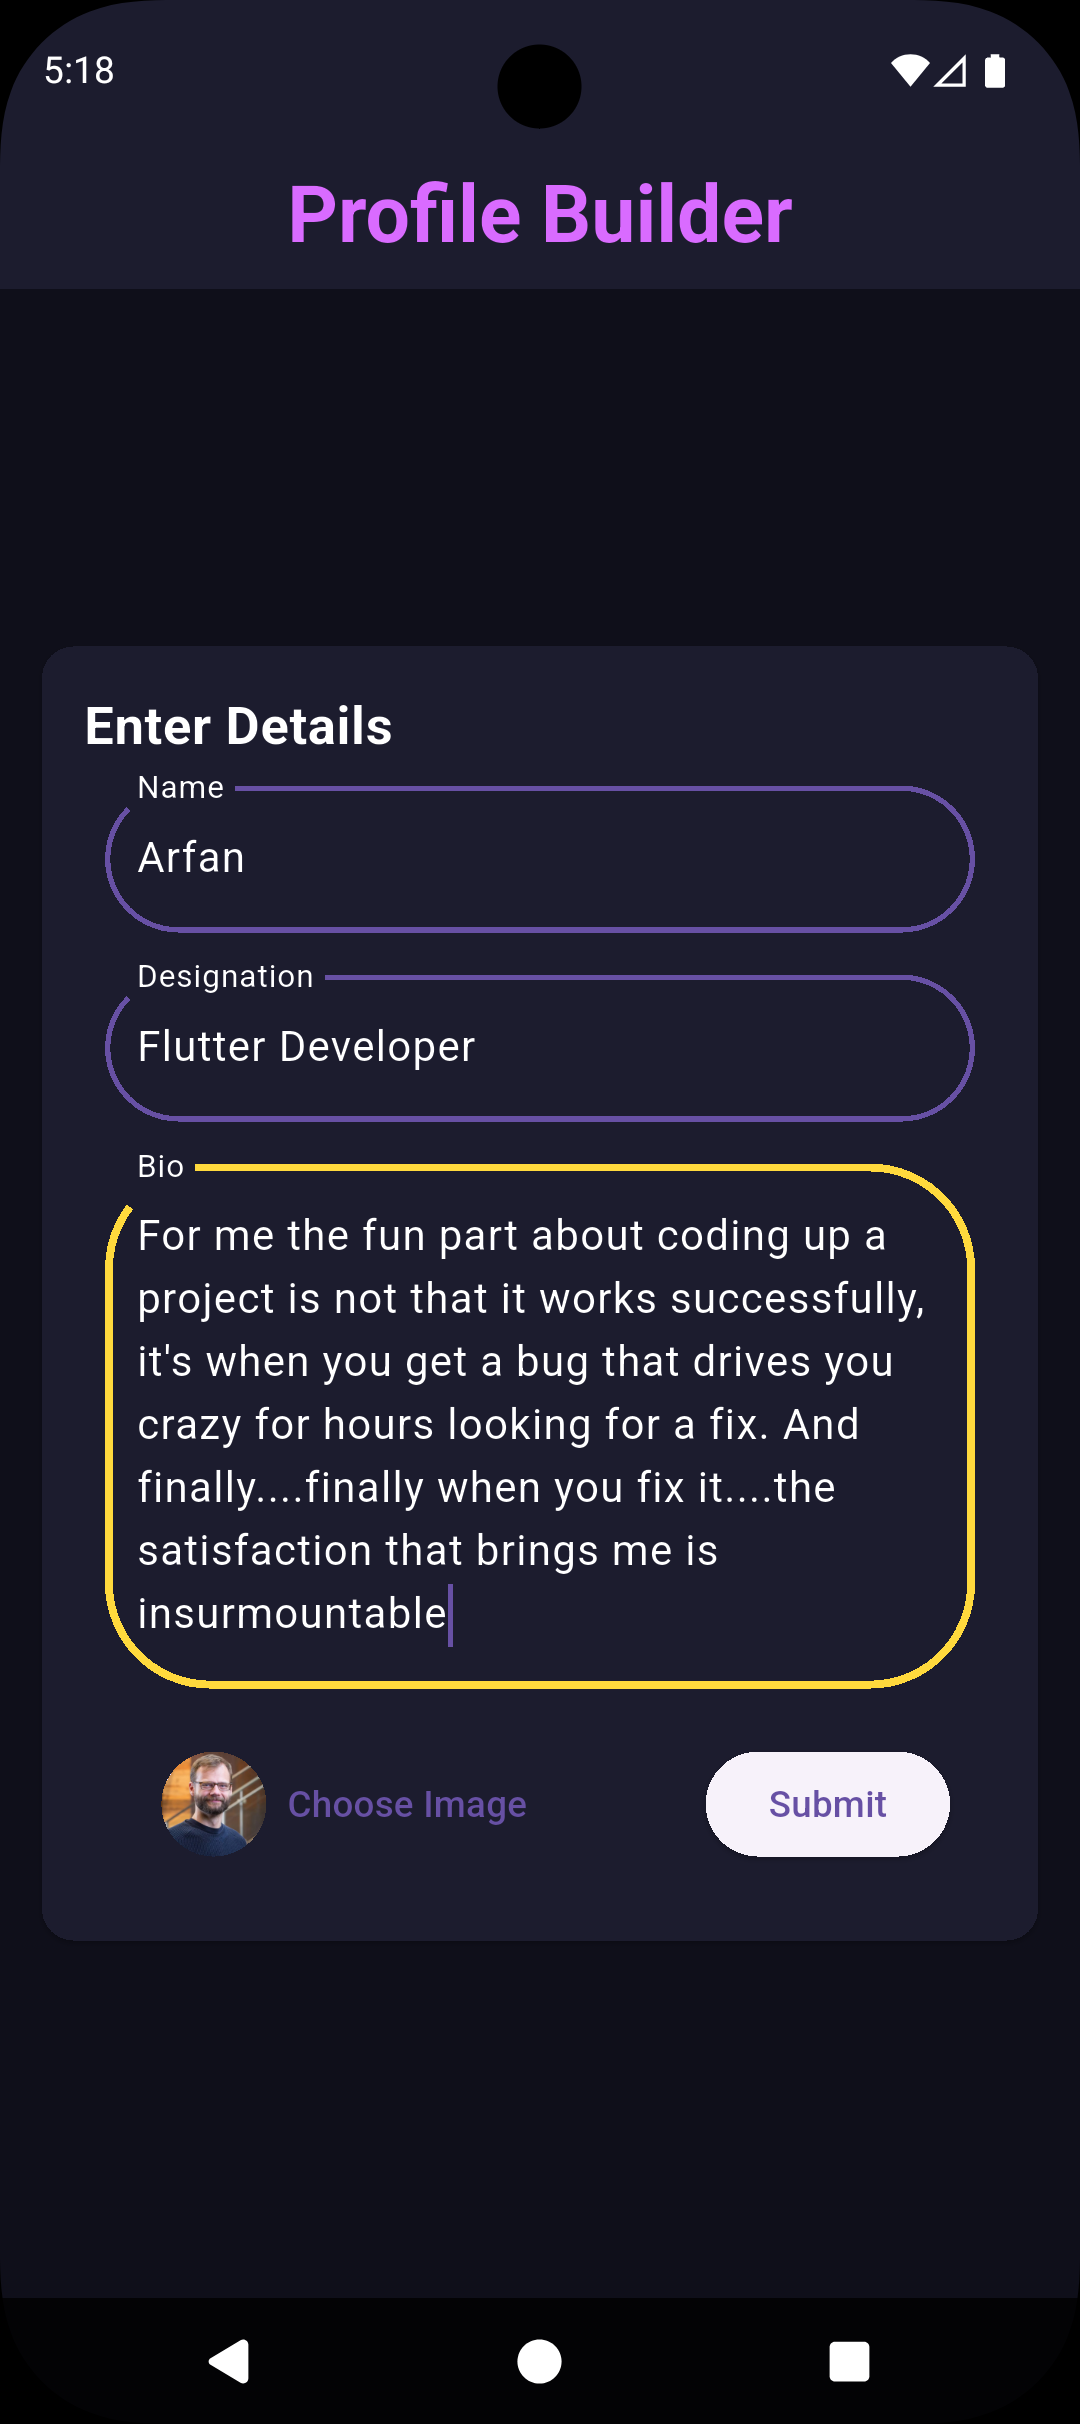 5:18
Profile Builder
Enter Details
Name
Arfan
Designation
Flutter Developer
Bio
For me the fun part about coding up a
project is not that it works successfully,
it's when you get a bug that drives you
crazy for hours looking for a fix. And
finally....finally when you fix it....the
satisfaction that brings me is
insurmountable
Choose Image
Submit